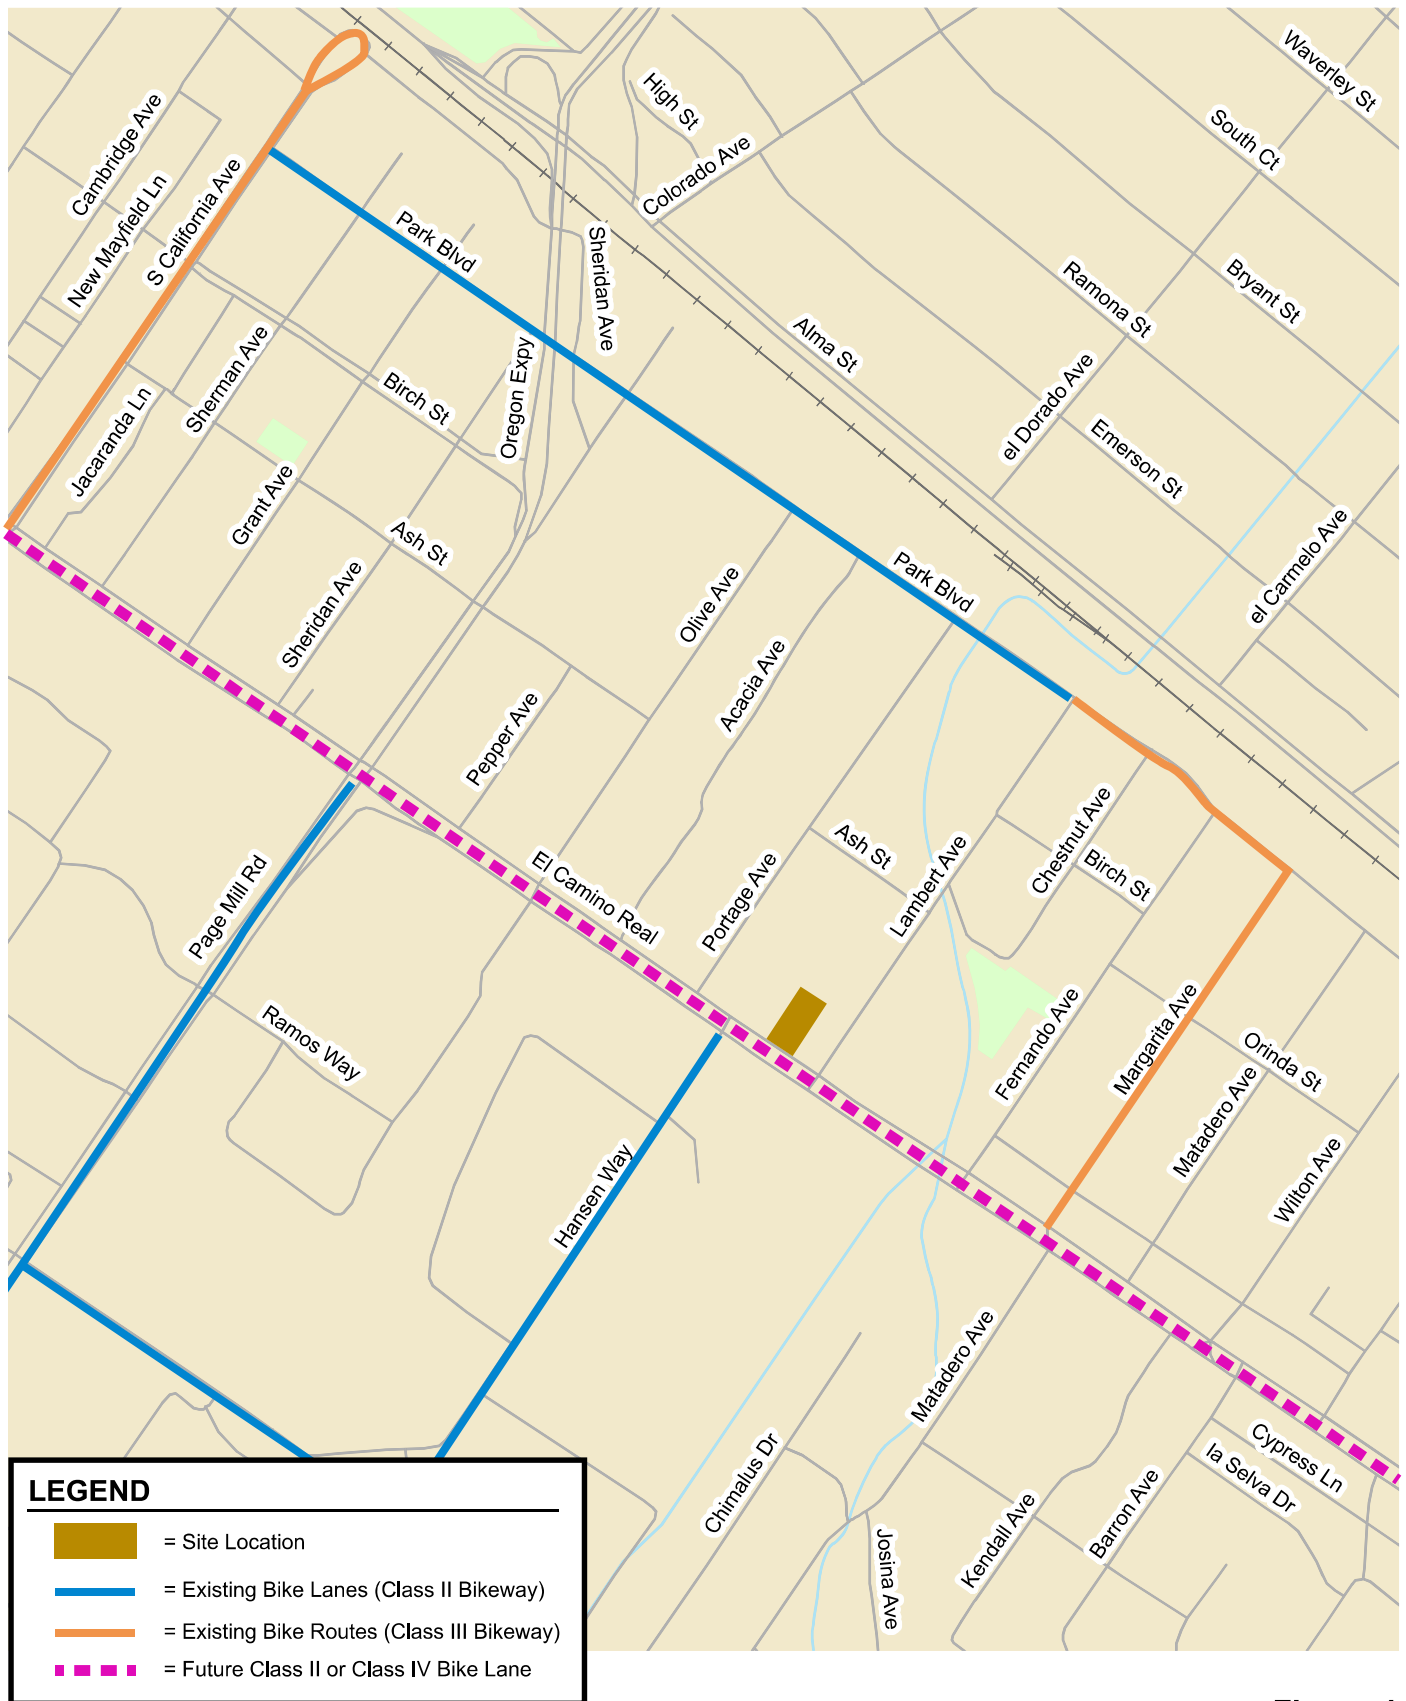 Waverley St
High St
South Ct
Cambridge Ave
Colorado Ave
New Mayfield Ln
S California Ave
Park Blvd
Sheridan Ave
Bryant St
Ramona St
Alma St
Sherman Ave
Oregon Expy
Birch St
el Dorado Ave
Jacaranda Ln
Emerson St
Grant Ave
Ash St
el Carmelo Ave
Park Blvd
Olive Ave
Sheridan Ave
Acacia Ave
Pepper Ave
Chestnut Ave
Ash St
Birch St
Lambert Ave
El Camino Real
Portage Ave
Page Mill Rd
Ramos Way
Fernando Ave
Margarita Ave
Orinda St
Matadero Ave
Wilton Ave
Hansen Way
Matadero Ave
Cypress Ln
la Selva Dr
Chimalus Dr
Barron Ave
Kendall Ave
Josina Ave
LEGEND
= Site Location
= Existing Bike Lanes (Class II Bikeway)
= Existing Bike Routes (Class III Bikeway)
= Future Class II or Class IV Bike Lane